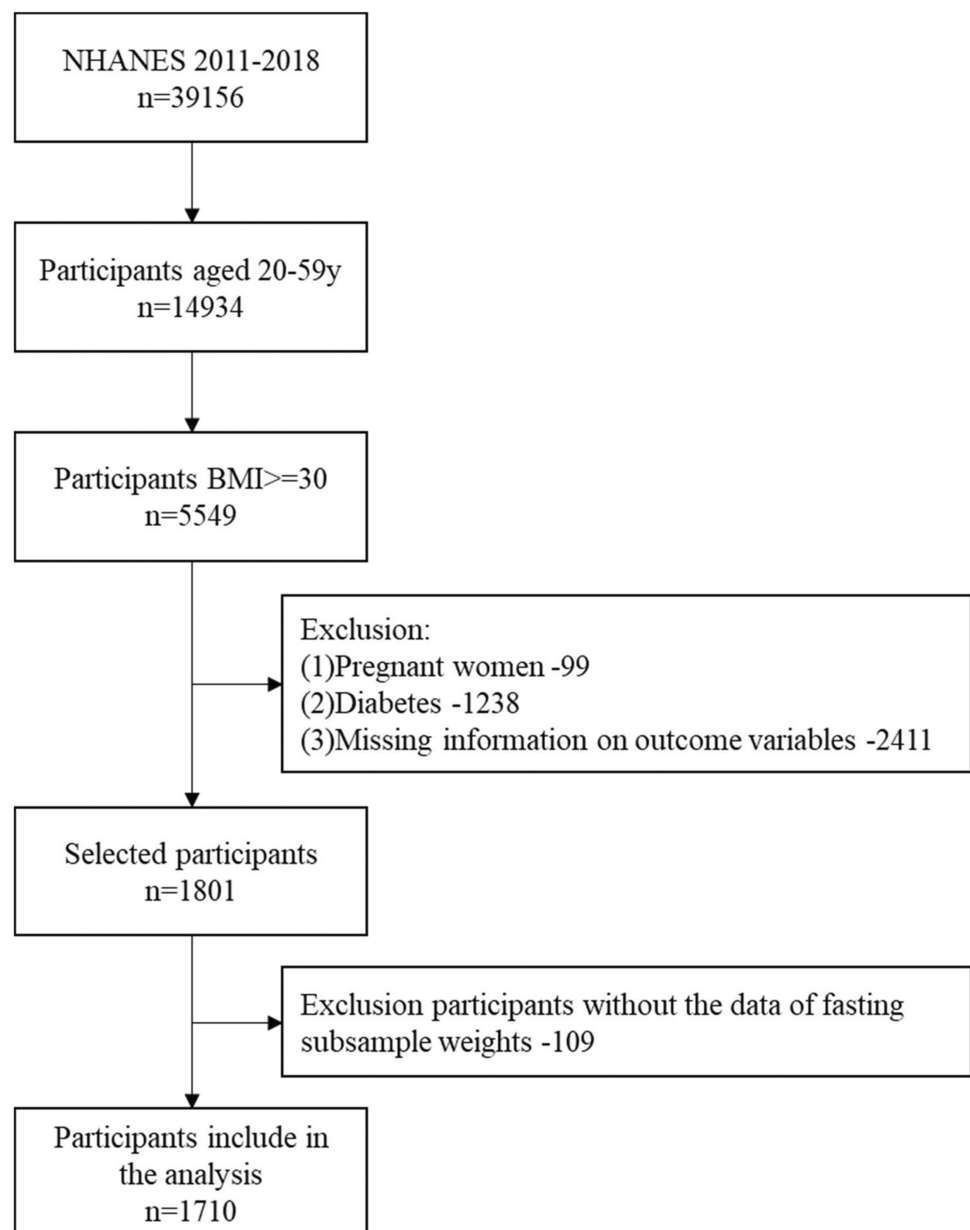 NHANES 2011-2018
n=39156
Participants aged 20-59y
n=14934
Participants BMI>=30
n=5549
Exclusion:
(1)Pregnant women -99
(2)Diabetes -1238
(3)Missing information on outcome variables -2411
Selected participants
n=1801
Exclusion participants without the data of fasting
subsample weights -109
Participants include in
the analysis
n=1710